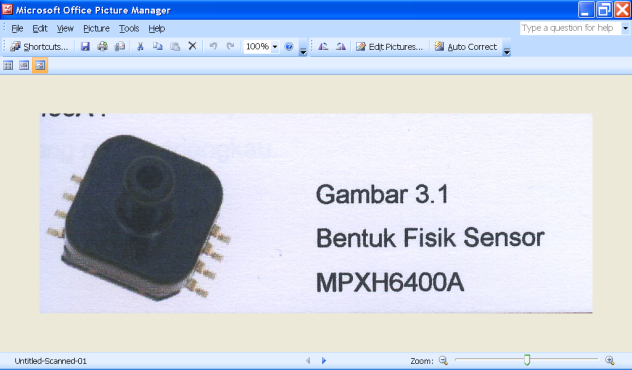 Microsoft Office Picture Manager
File Edit View Picture Tools Help
Type a question for help
Shortcuts...
100%
Edit Pictures...
Auto Correct
Gambar 3.1
Bentuk Fisik Sensor
MPXH6400A
Untitled-Scanned-01
Zoom: